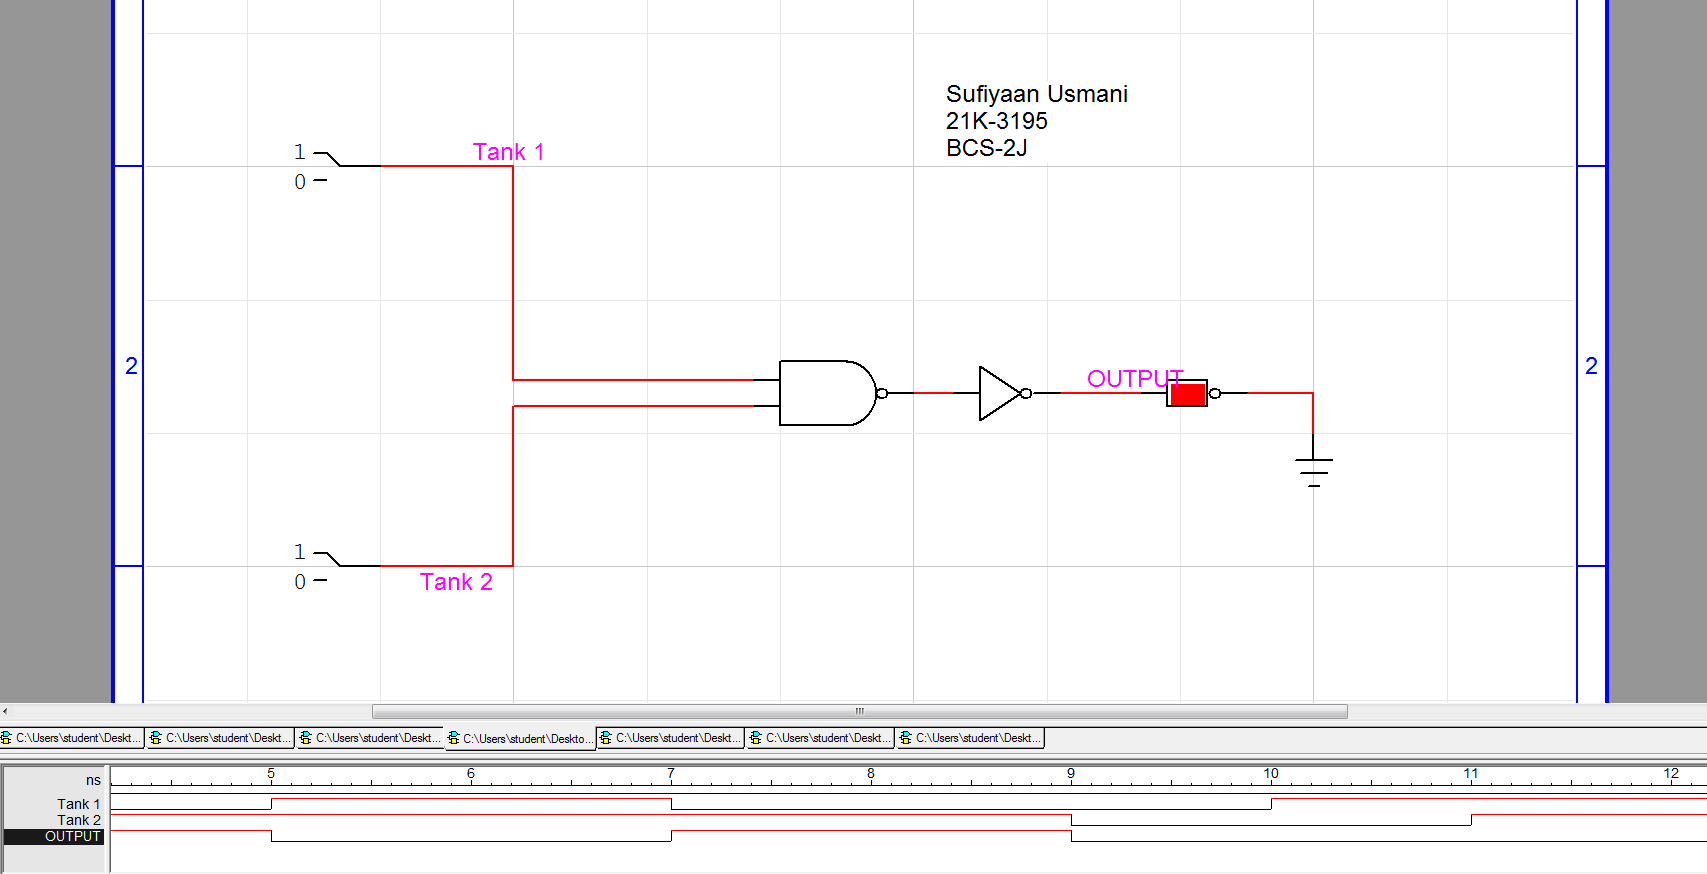 Sufiyaan Usmani
21K-3195
BCS-2J
1
Tank 1
0
2
2
OUTPUT
1
0
Tank 2
C:\Users\student\Deskt...
C:\Users\student\Deskt...
C:\Users\student\Deskt...
C:\Users\student\Deskto...
C:\Users\student\Deskt...
C:\Users\student\Deskt...
C:\Users\student\Deskt...
ns 5 6 7 8 9 10 11 12
Tank 1
Tank 2
OUTPUT